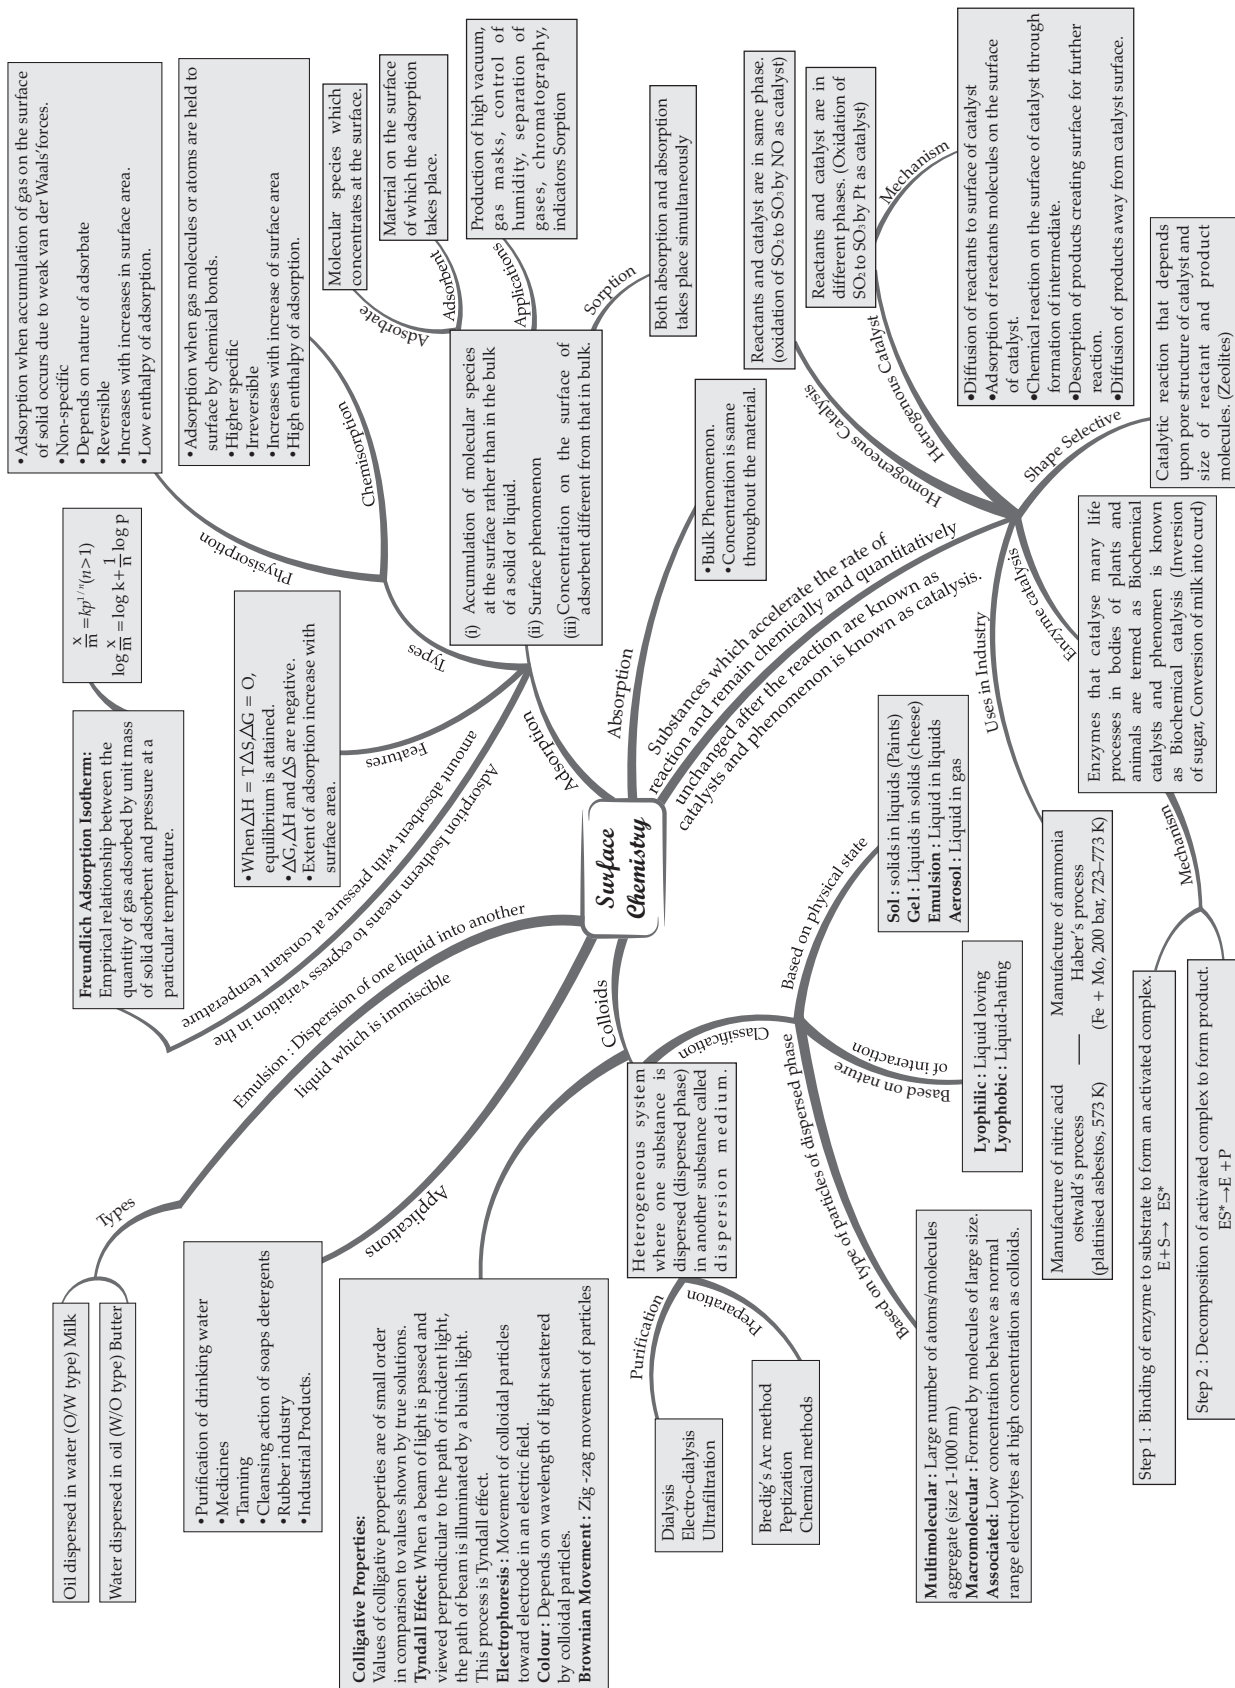 Surface
Chemistry
Adsorption
(i) Accumulation of molecular species
at the surface rather than in the bulk
of a solid or liquid.
(ii) Surface phenomenon
(iii) Concentration on the surface of
adsorbent different from that in bulk.
Adsorbate
Molecular species which
concentrates at the surface.
Adsorbent
Material on the surface
of which the adsorption
takes place.
Applications
Production of high vacuum,
gas masks, control of
humidity, separation of
gases, chromatography,
indicators Sorption
Sorption
Both absorption and absorption
takes place simultaneously
Types
Physisorption
• Adsorption when accumulation of gas on the surface
of solid occurs due to weak van der Waals'forces.
• Non-specific
• Depends on nature of adsorbate
• Reversible
• Increases with increases in surface area.
• Low enthalpy of adsorption.
Chemisorption
• Adsorption when gas molecules or atoms are held to
surface by chemical bonds.
• Higher specific
• Irreversible
• Increases with increase of surface area
• High enthalpy of adsorption.
Features
• When ΔH = TΔS,ΔG = O,
equilibrium is attained.
• ΔG,ΔH and ΔS are negative.
• Extent of adsorption increase with
surface area.
Adsorption Isotherm means to express variation in the
amount absorbent with pressure at constant temperature
Freundlich Adsorption Isotherm:
Empirical relationship between the
quantity of gas adsorbed by unit mass
of solid adsorbent and pressure at a
particular temperature.
x/m = kp^1/n (n>1)
log x/m = log k + 1/n log p
Absorption
• Bulk Phenomenon.
• Concentration is same
throughout the material.
Substances which accelerate the rate of
reaction and remain chemically and quantitatively
unchanged after the reaction are known as
catalysts and phenomenon is known as catalysis.
Homogeneous Catalysis
Reactants and catalyst are in same phase.
(oxidation of SO2 to SO3 by NO as catalyst)
Hetrogenous Catalyst
Reactants and catalyst are in
different phases. (Oxidation of
SO2 to SO3 by Pt as catalyst)
Mechanism
• Diffusion of reactants to surface of catalyst
• Adsorption of reactants molecules on the surface
of catalyst.
• Chemical reaction on the surface of catalyst through
formation of intermediate.
• Desorption of products creating surface for further
reaction.
• Diffusion of products away from catalyst surface.
Shape Selective
Catalytic reaction that depends
upon pore structure of catalyst and
size of reactant and product
molecules. (Zeolites)
Enzyme catalysis
Enzymes that catalyse many life
processes in bodies of plants and
animals are termed as Biochemical
catalysts and phenomen is known
as Biochemical catalysis (Inversion
of sugar, Conversion of milk into curd)
Mechanism
Step 1 : Binding of enzyme to substrate to form an activated complex.
E+S→ ES*
Step 2 : Decomposition of activated complex to form product.
ES*→E + P
Uses in Industry
Manufacture of nitric acid — Manufacture of ammonia
ostwald's process Haber's process
(platinised asbestos, 573 K) (Fe + Mo, 200 bar, 723–773 K)
Colloids
Heterogeneous system
where one substance is
dispersed (dispersed phase)
in another substance called
dispersion medium.
Classification
Based on physical state
Sol : solids in liquids (Paints)
Gel : Liquids in solids (cheese)
Emulsion : Liquid in liquids
Aerosol : Liquid in gas
Based on nature
of interaction
Lyophilic : Liquid loving
Lyophobic : Liquid-hating
Based on type of particles of dispersed phase
Multimolecular : Large number of atoms/molecules
aggregate (size 1-1000 nm)
Macromolecular : Formed by molecules of large size.
Associated: Low concentration behave as normal
range electrolytes at high concentration as colloids.
Purification
Dialysis
Electro-dialysis
Ultrafiltration
Preparation
Bredig's Arc method
Peptization
Chemical methods
Colligative Properties:
Values of colligative properties are of small order
in comparison to values shown by true solutions.
Tyndall Effect: When a beam of light is passed and
viewed perpendicular to the path of incident light,
the path of beam is illuminated by a bluish light.
This process is Tyndall effect.
Electrophoresis : Movement of colloidal particles
toward electrode in an electric field.
Colour : Depends on wavelength of light scattered
by colloidal particles.
Brownian Movement : Zig -zag movement of particles
Applications
• Purification of drinking water
• Medicines
• Tanning
• Cleansing action of soaps detergents
• Rubber industry
• Industrial Products.
Emulsion : Dispersion of one liquid into another
liquid which is immiscible
Types
Oil dispersed in water (O/W type) Milk
Water dispersed in oil (W/O type) Butter